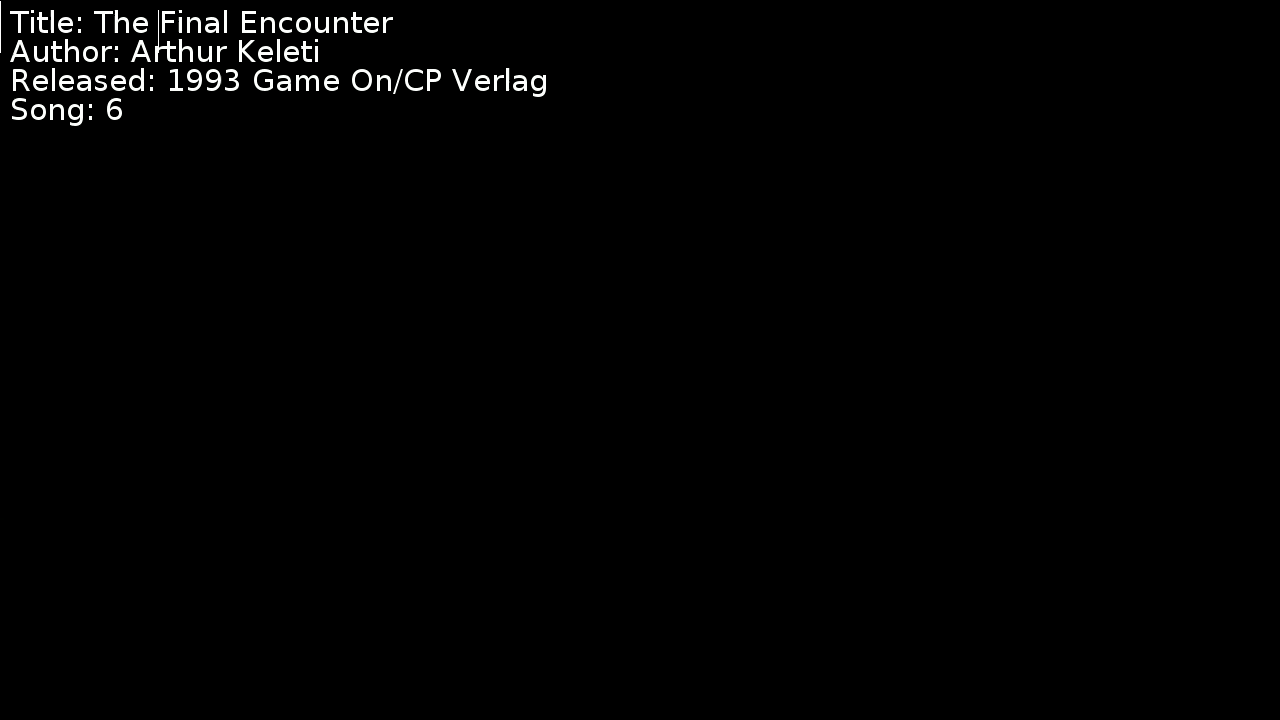 Title: The Final Encounter
Author: Arthur Keleti
Released: 1993 Game On/CP Verlag
Song: 6